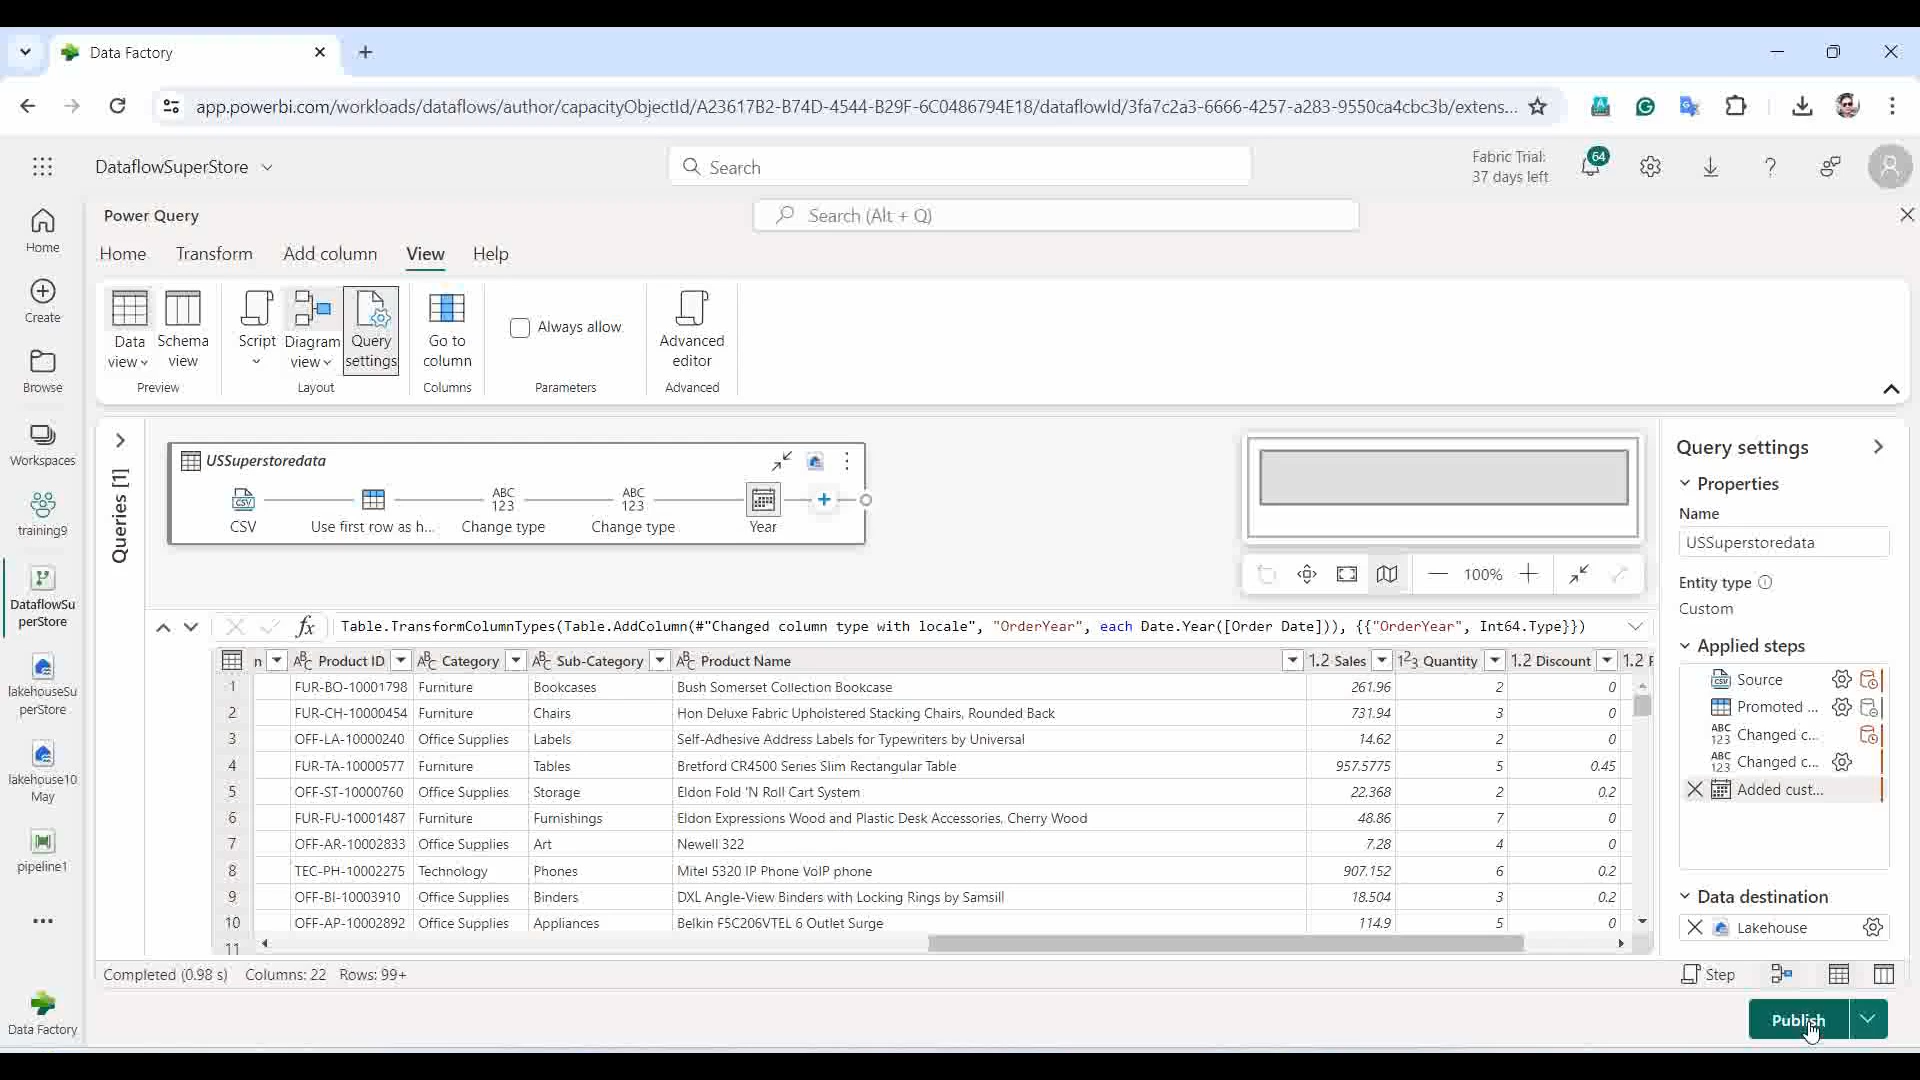 Data Factory
app.powerbi.com/workloads/dataflows/author/capacityObjectId/A23617B2-B74D-4544-B29F-6C0486794E18/dataflowId/3fa7c2a3-6666-4257-a283-9550ca4cbc3b/extens...
DataflowSuperStore
Search
Fabric Trial:
37 days left
64
Power Query
Search (Alt + Q)
Home
Transform
Add column
View
Help
Home
Create
Browse
Workspaces
training9
DataflowSu
perStore
lakehouseSu
perStore
lakehouse10
May
pipeline1
Data Factory
Data
view
Schema
view
Preview
Script
Diagram
view
Query
settings
Layout
Go to
column
Columns
Always allow
Parameters
Advanced
editor
Advanced
Queries [1]
USSuperstoredata
CSV
CSV
Use first row as h...
ABC
123
Change type
ABC
123
Change type
Year
100%
fx
Table.TransformColumnTypes(Table.AddColumn(#"Changed column type with locale", "OrderYear", each Date.Year([Order Date])), {{"OrderYear", Int64.Type}})
n ABC Product ID ABC Category ABC Sub-Category ABC Product Name 1.2 Sales 123 Quantity 1.2 Discount 1.2
1 FUR-BO-10001798 Furniture Bookcases Bush Somerset Collection Bookcase 261.96 2 0
2 FUR-CH-10000454 Furniture Chairs Hon Deluxe Fabric Upholstered Stacking Chairs, Rounded Back 731.94 3 0
3 OFF-LA-10000240 Office Supplies Labels Self-Adhesive Address Labels for Typewriters by Universal 14.62 2 0
4 FUR-TA-10000577 Furniture Tables Bretford CR4500 Series Slim Rectangular Table 957.5775 5 0.45
5 OFF-ST-10000760 Office Supplies Storage Eldon Fold 'N Roll Cart System 22.368 2 0.2
6 FUR-FU-10001487 Furniture Furnishings Eldon Expressions Wood and Plastic Desk Accessories, Cherry Wood 48.86 7 0
7 OFF-AR-10002833 Office Supplies Art Newell 322 7.28 4 0
8 TEC-PH-10002275 Technology Phones Mitel 5320 IP Phone VoIP phone 907.152 6 0.2
9 OFF-BI-10003910 Office Supplies Binders DXL Angle-View Binders with Locking Rings by Samsill 18.504 3 0.2
10 OFF-AP-10002892 Office Supplies Appliances Belkin F5C206VTEL 6 Outlet Surge 114.9 5 0
11
Completed (0.98 s) Columns: 22 Rows: 99+
Query settings
Properties
Name
USSuperstoredata
Entity type
Custom
Applied steps
Source
Promoted ...
Changed c...
Changed c...
Added cust...
Data destination
Lakehouse
Step
Publish